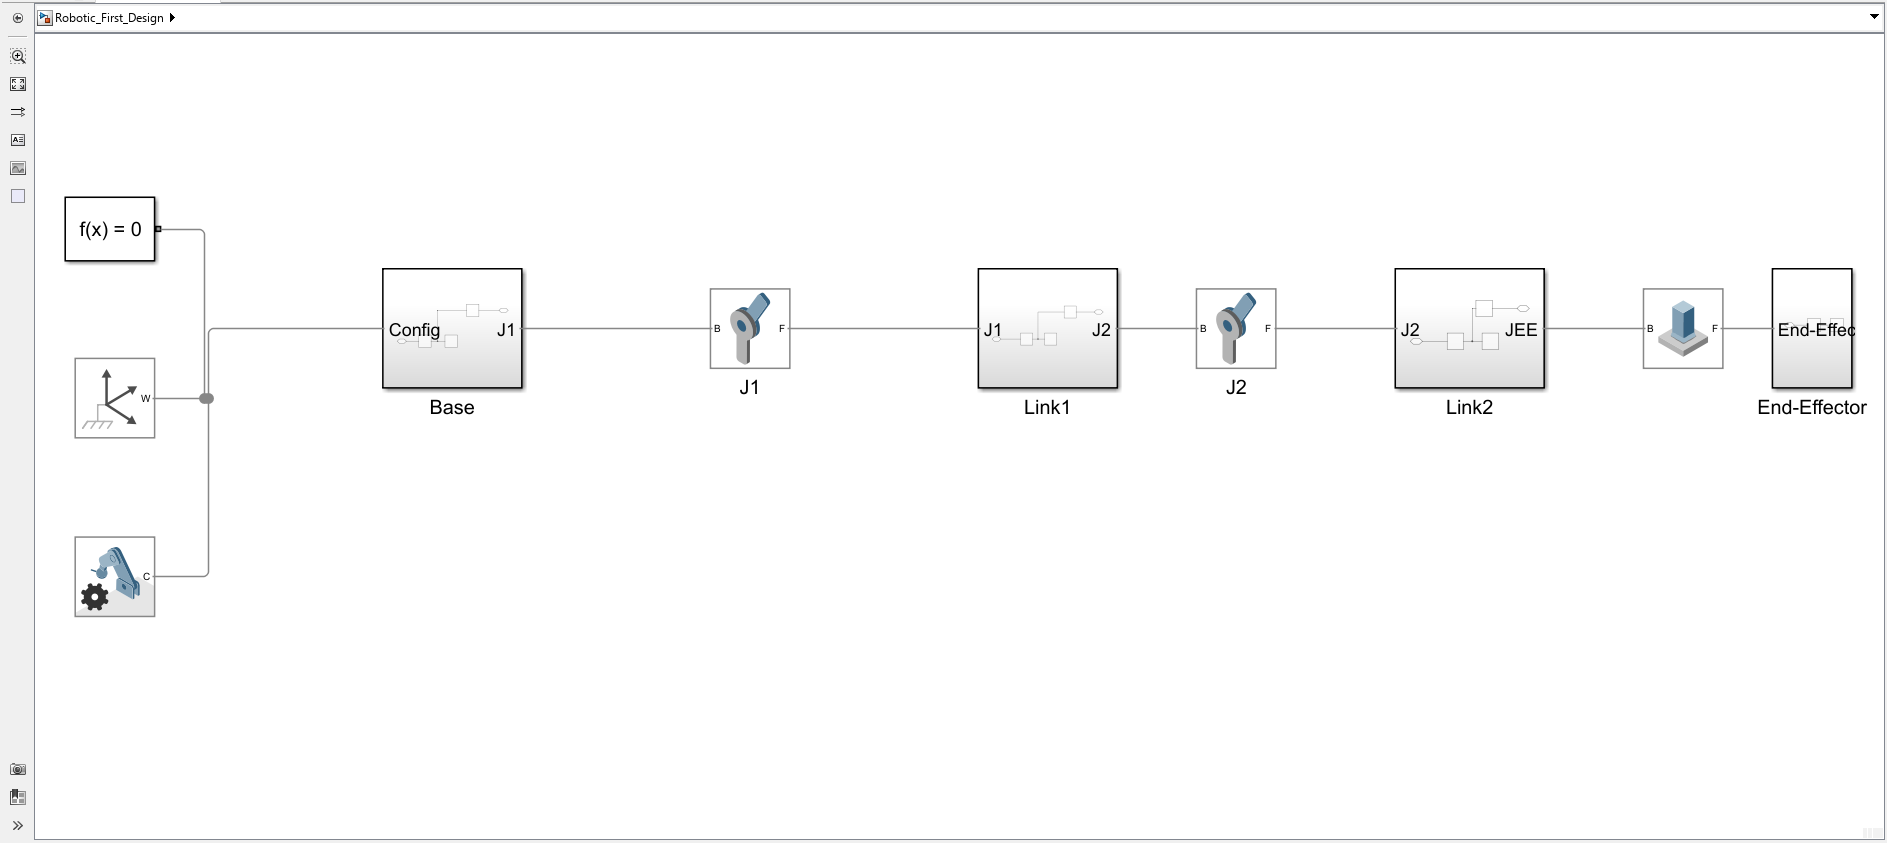 Robotic_First_Design
f(x) = 0
W
C
Config J1
Base
B F
J1
J1 J2
Link1
B F
J2
J2 JEE
Link2
B F
End-Effec
End-Effector